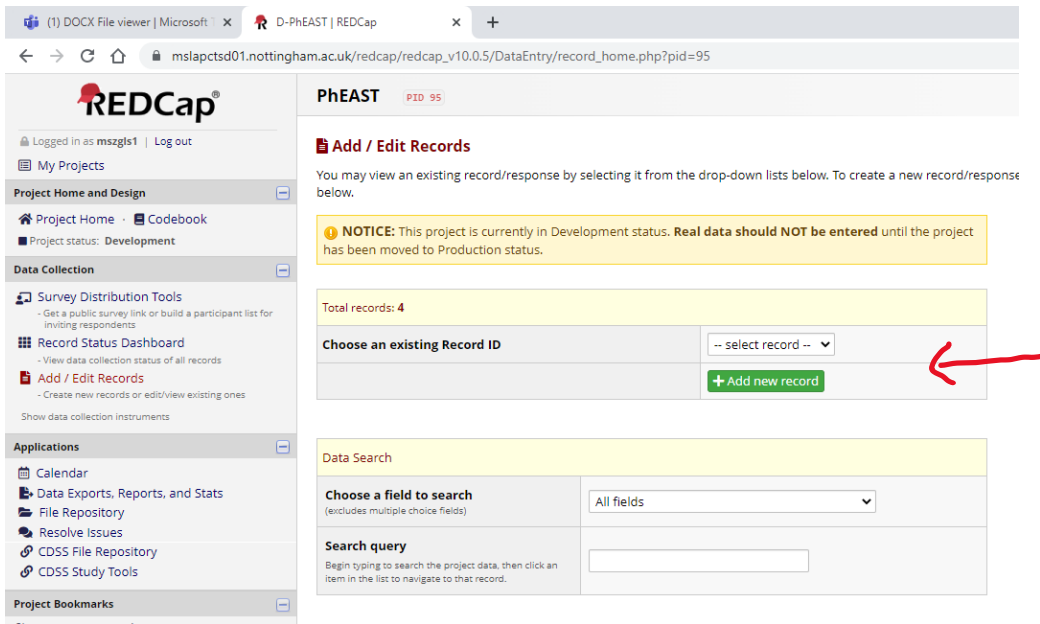 (1) DOCX File viewer | Microsoft T
D-PhEAST | REDCap
mslapctsd01.nottingham.ac.uk/redcap/redcap_v10.0.5/DataEntry/record_home.php?pid=95
REDCap®
Logged in as mszgls1 | Log out
My Projects
Project Home and Design
Project Home · Codebook
Project status: Development
Data Collection
Survey Distribution Tools
- Get a public survey link or build a participant list for
inviting respondents
Record Status Dashboard
- View data collection status of all records
Add / Edit Records
- Create new records or edit/view existing ones
Show data collection instruments
Applications
Calendar
Data Exports, Reports, and Stats
File Repository
Resolve Issues
CDSS File Repository
CDSS Study Tools
Project Bookmarks
PhEAST PID 95
Add / Edit Records
You may view an existing record/response by selecting it from the drop-down lists below. To create a new record/response
below.
NOTICE: This project is currently in Development status. Real data should NOT be entered until the project
has been moved to Production status.
Total records: 4
Choose an existing Record ID
-- select record --
+ Add new record
Data Search
Choose a field to search
(excludes multiple choice fields)
All fields
Search query
Begin typing to search the project data, then click an
item in the list to navigate to that record.